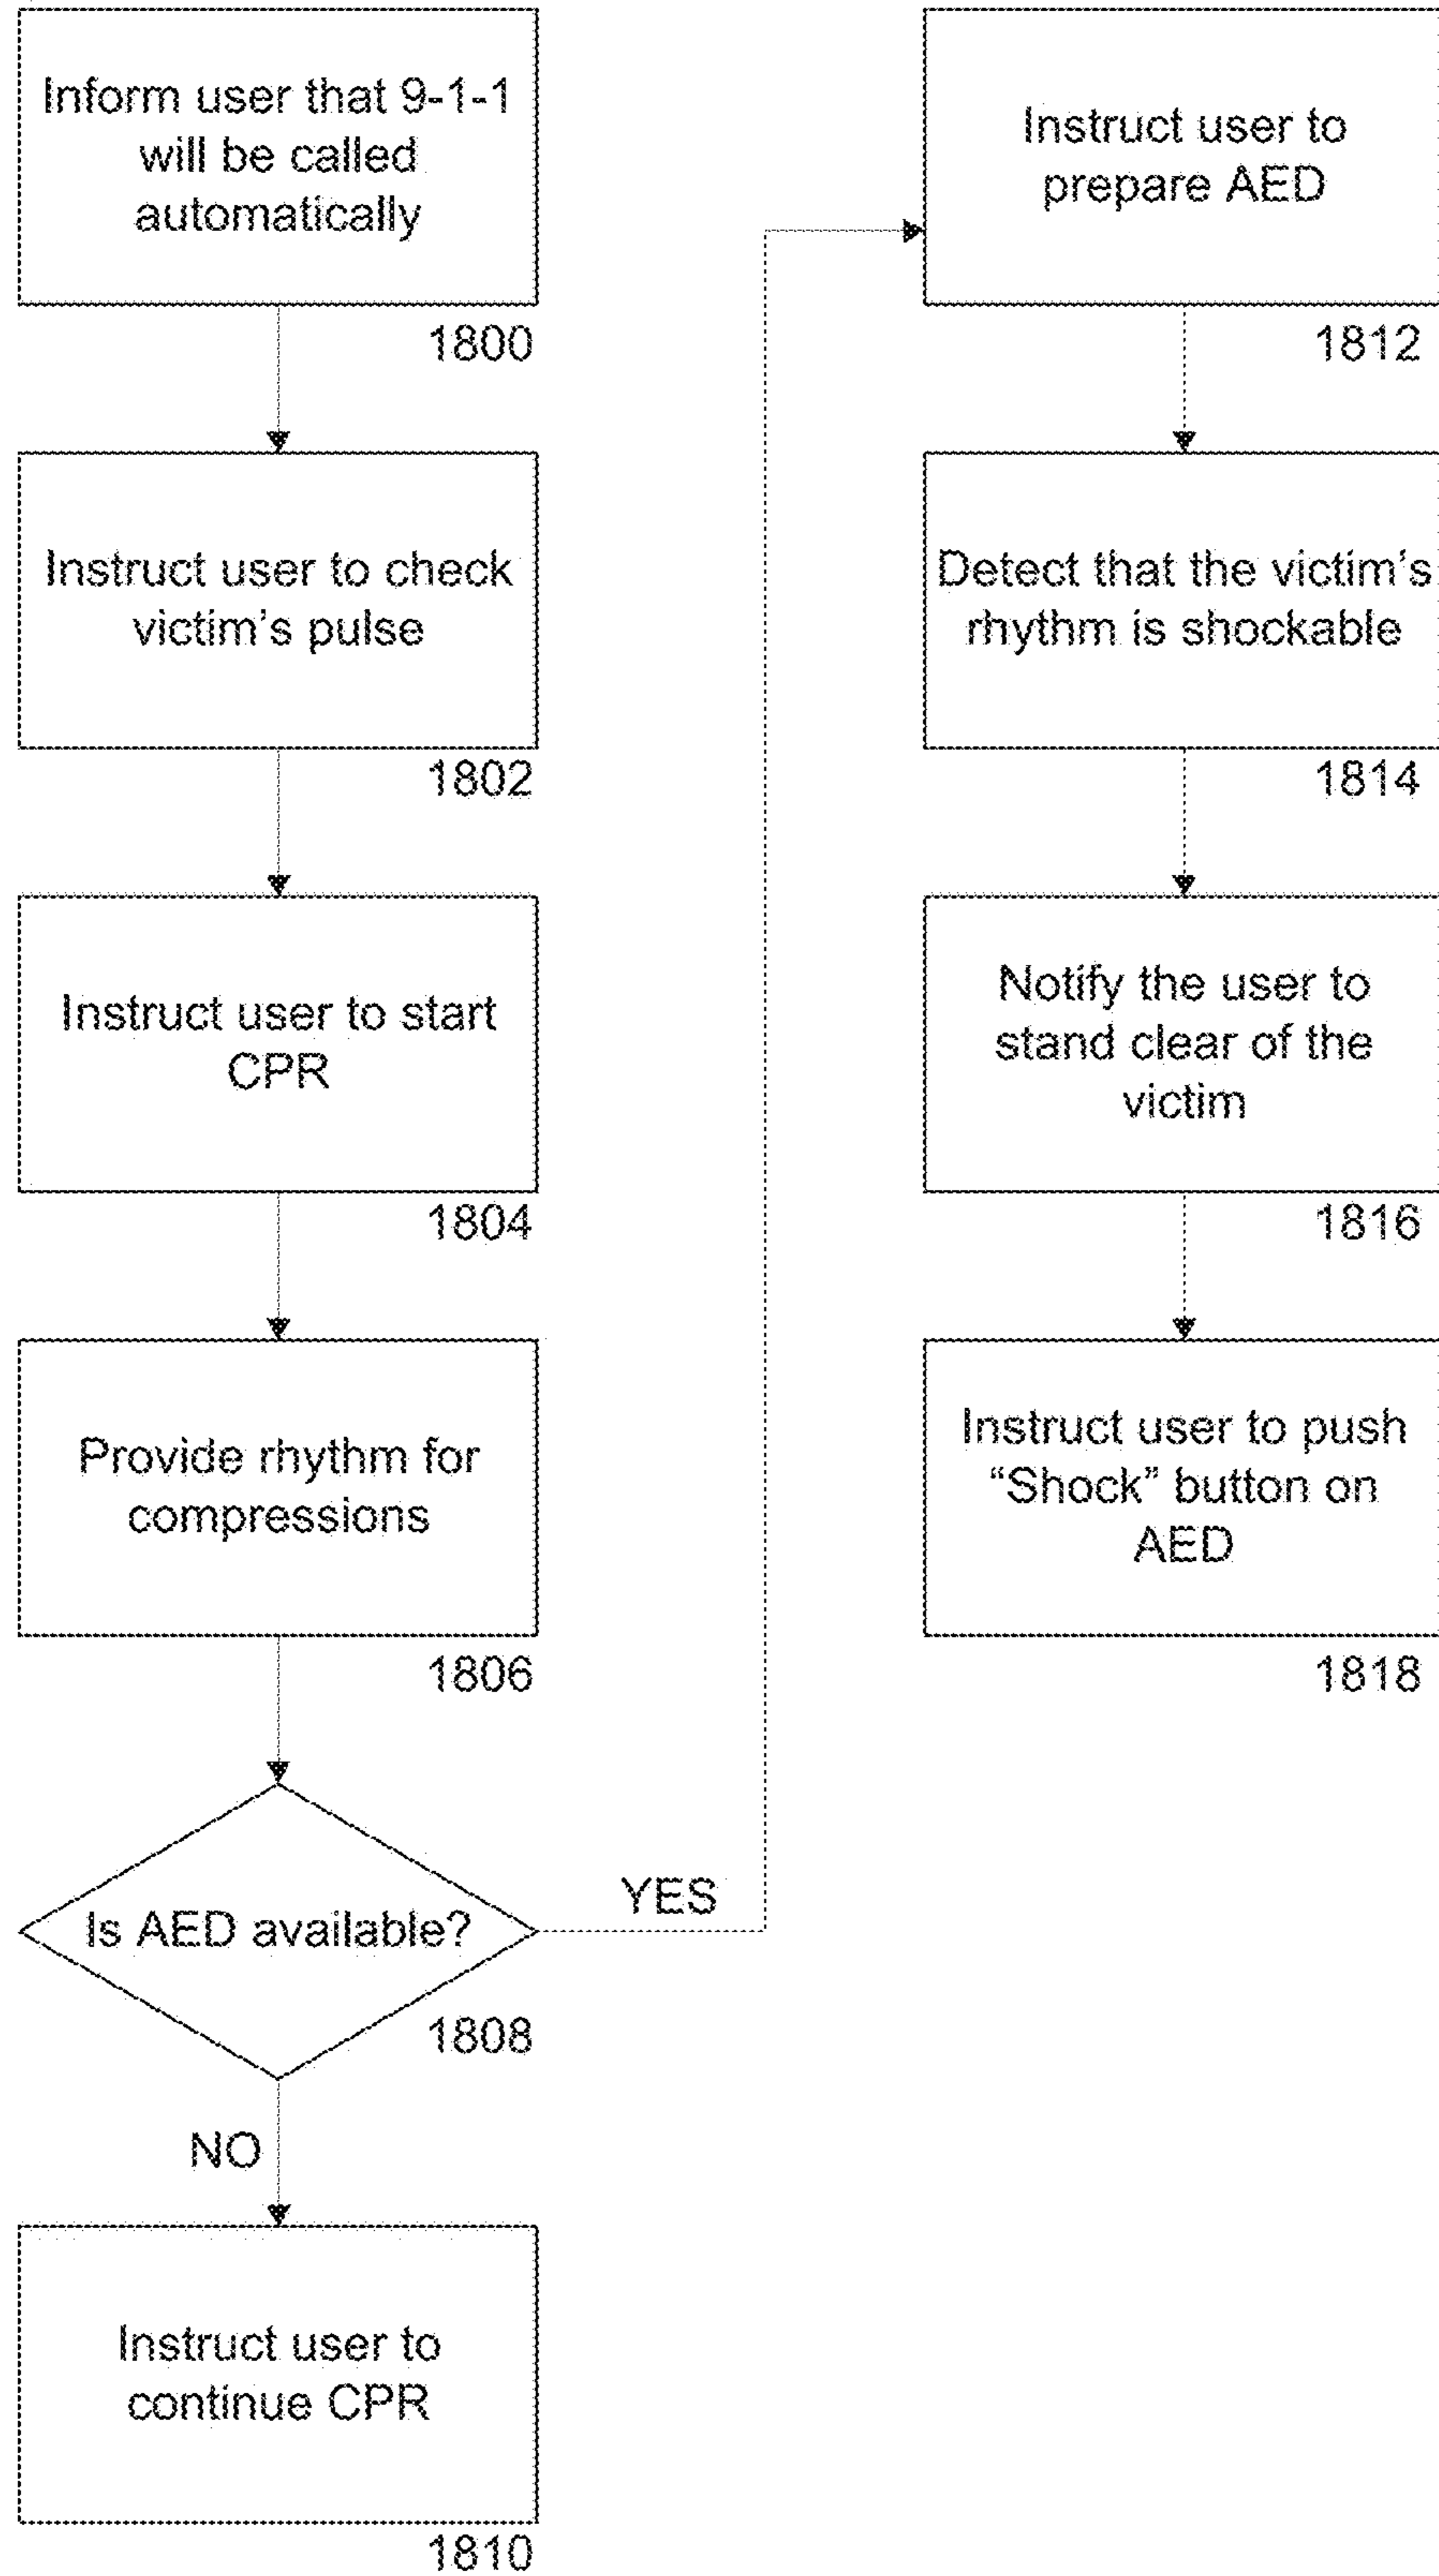 Inform user that 9-1-1
will be called
automatically
1800
Instruct user to check
victim's pulse
1802
Instruct user to start
CPR
1804
Provide rhythm for
compressions
1806
Is AED available?
1808
YES
NO
Instruct user to
continue CPR
1810
Instruct user to
prepare AED
1812
Detect that the victim's
rhythm is shockable
1814
Notify the user to
stand clear of the
victim
1816
Instruct user to push
“Shock” button on
AED
1818